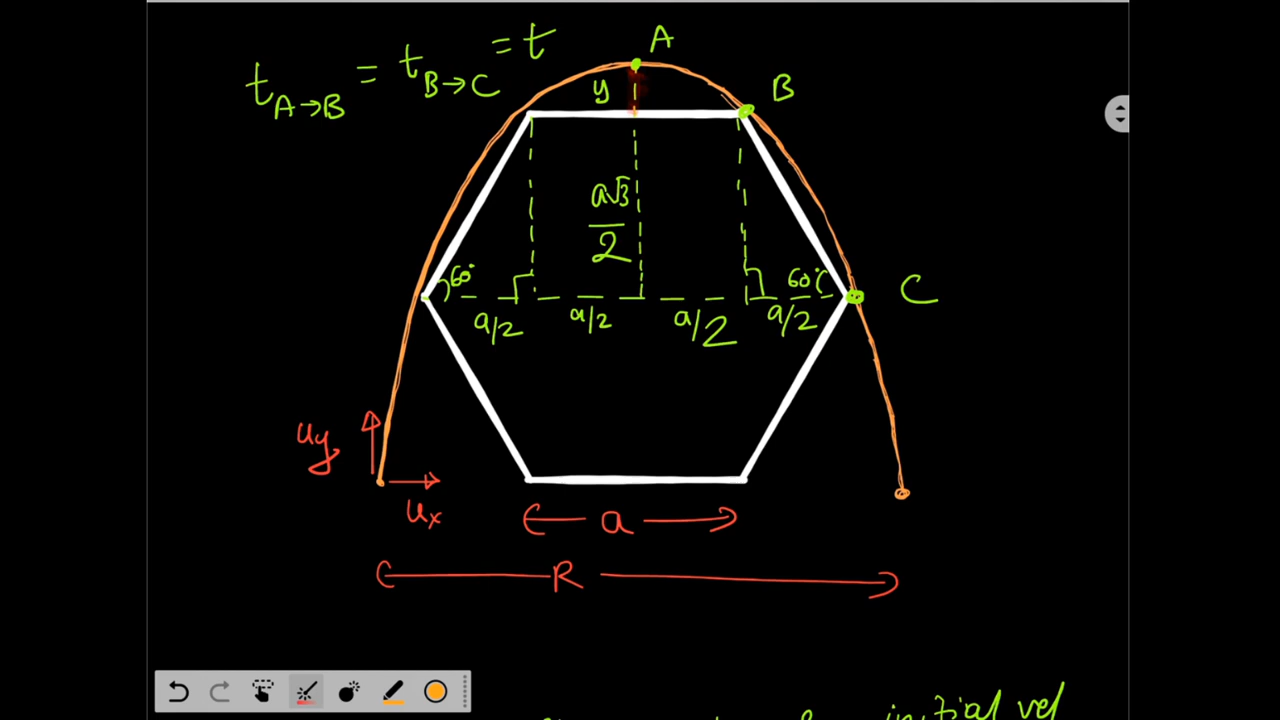 t_{A→B} = t_{B→C} = t
A
y
B
a√3/2
60°
60°
C
a/2
a/2
a/2
a/2
u_y
u_x
a
R
initial vel